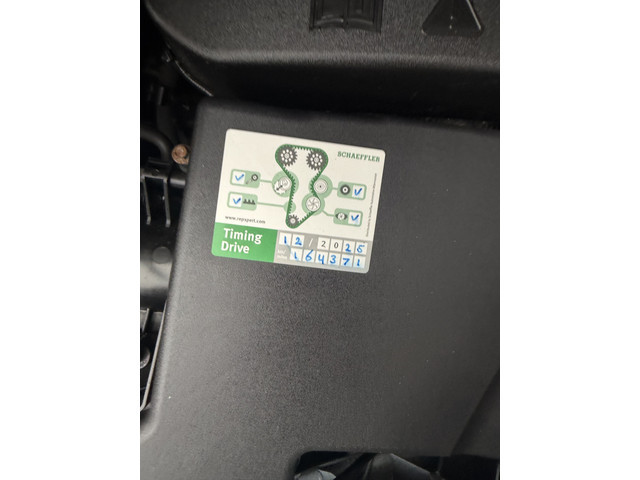 SCHAEFFLER
www.repxpert.com
Timing
Drive
12/2025
164371